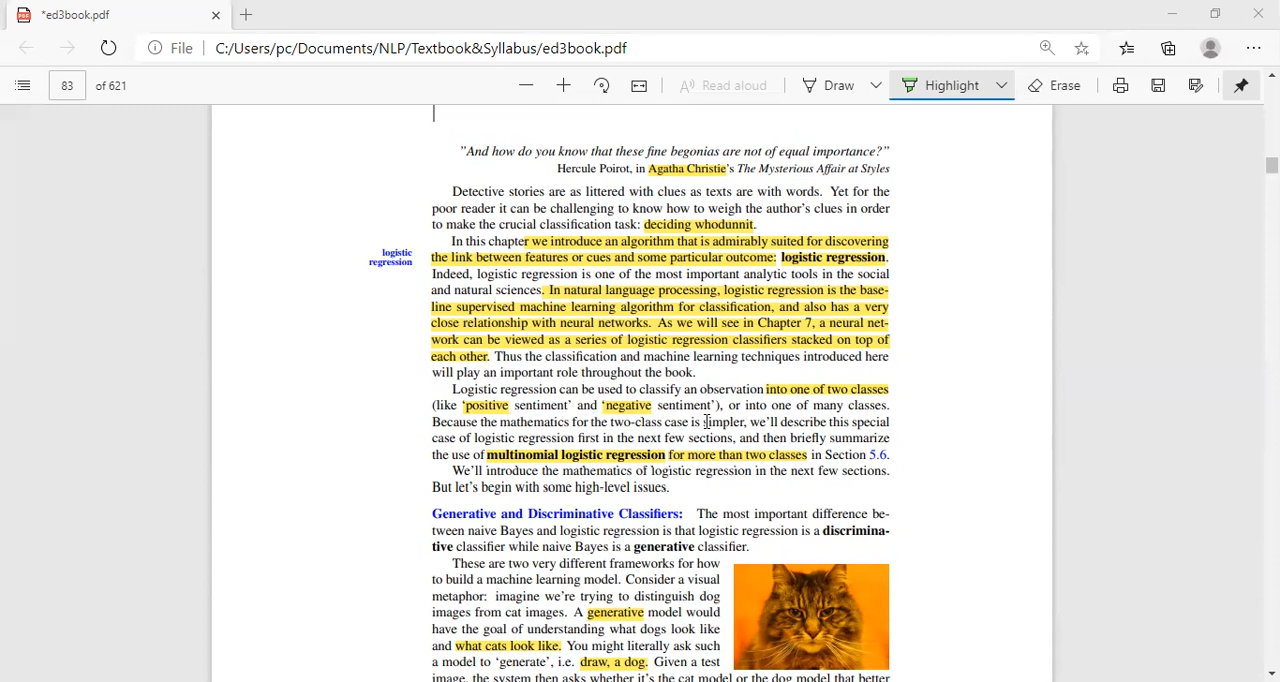 *ed3book.pdf
File | C:/Users/pc/Documents/NLP/Textbook&Syllabus/ed3book.pdf
83 of 621 Read aloud Draw Highlight Erase
"And how do you know that these fine begonias are not of equal importance?"
Hercule Poirot, in Agatha Christie's The Mysterious Affair at Styles
Detective stories are as littered with clues as texts are with words. Yet for the
poor reader it can be challenging to know how to weigh the author's clues in order
to make the crucial classification task: deciding whodunnit.
In this chapter we introduce an algorithm that is admirably suited for discovering
logistic
regression
the link between features or cues and some particular outcome: logistic regression.
Indeed, logistic regression is one of the most important analytic tools in the social
and natural sciences. In natural language processing, logistic regression is the base-
line supervised machine learning algorithm for classification, and also has a very
close relationship with neural networks. As we will see in Chapter 7, a neural net-
work can be viewed as a series of logistic regression classifiers stacked on top of
each other. Thus the classification and machine learning techniques introduced here
will play an important role throughout the book.
Logistic regression can be used to classify an observation into one of two classes
(like 'positive sentiment' and 'negative sentiment'), or into one of many classes.
Because the mathematics for the two-class case is simpler, we'll describe this special
case of logistic regression first in the next few sections, and then briefly summarize
the use of multinomial logistic regression for more than two classes in Section 5.6.
We'll introduce the mathematics of logistic regression in the next few sections.
But let's begin with some high-level issues.
Generative and Discriminative Classifiers: The most important difference be-
tween naive Bayes and logistic regression is that logistic regression is a discrimina-
tive classifier while naive Bayes is a generative classifier.
These are two very different frameworks for how
to build a machine learning model. Consider a visual
metaphor: imagine we're trying to distinguish dog
images from cat images. A generative model would
have the goal of understanding what dogs look like
and what cats look like. You might literally ask such
a model to 'generate', i.e. draw, a dog. Given a test
image, the system then asks whether it's the cat model or the dog model that better